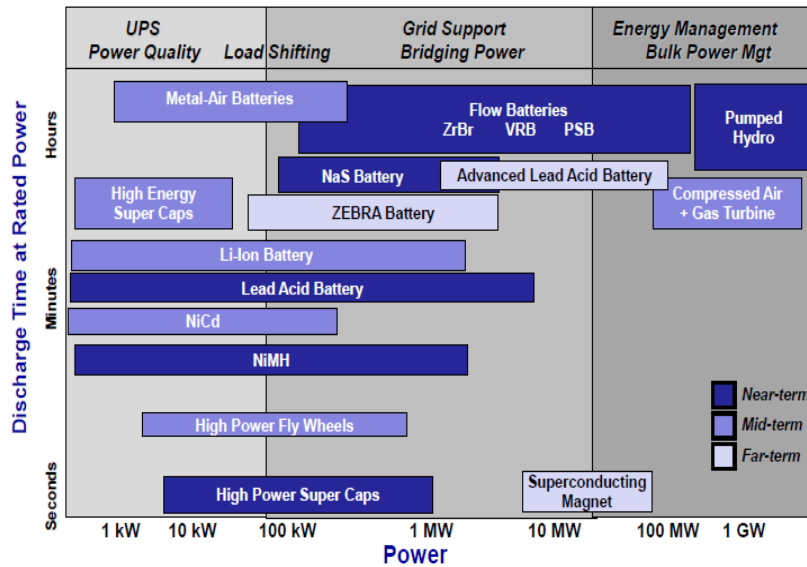 UPS
Power Quality
Load Shifting
Grid Support
Bridging Power
Energy Management
Bulk Power Mgt
Discharge Time at Rated Power
Hours
Minutes
Seconds
Metal-Air Batteries
Flow Batteries
ZrBr VRB PSB
Pumped
Hydro
NaS Battery
Advanced Lead Acid Battery
High Energy
Super Caps
ZEBRA Battery
Compressed Air
+ Gas Turbine
Li-Ion Battery
Lead Acid Battery
NiCd
NiMH
High Power Fly Wheels
High Power Super Caps
Superconducting
Magnet
Near-term
Mid-term
Far-term
1 kW 10 kW 100 kW 1 MW 10 MW 100 MW 1 GW
Power